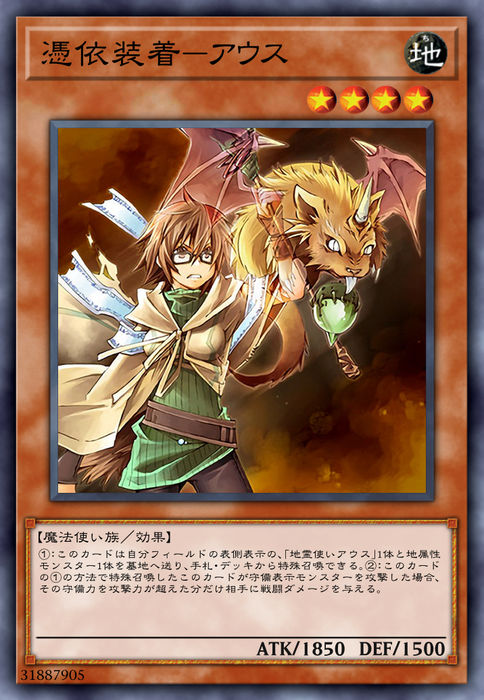 憑依装着－アウス
ち
地
【魔法使い族／効果】
①:このカードは自分フィールドの表側表示の、「地霊使いアウス」1体と地属性
モンスター1体を墓地へ送り、手札・デッキから特殊召喚できる。②:このカード
の①の方法で特殊召喚したこのカードが守備表示モンスターを攻撃した場合、
その守備力を攻撃力が超えた分だけ相手に戦闘ダメージを与える。
ATK/1850 DEF/1500
31887905